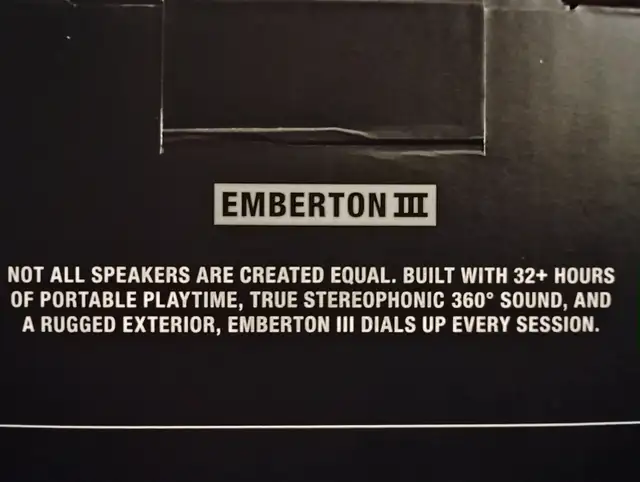 EMBERTON III
NOT ALL SPEAKERS ARE CREATED EQUAL. BUILT WITH 32+ HOURS
OF PORTABLE PLAYTIME, TRUE STEREOPHONIC 360° SOUND, AND
A RUGGED EXTERIOR, EMBERTON III DIALS UP EVERY SESSION.